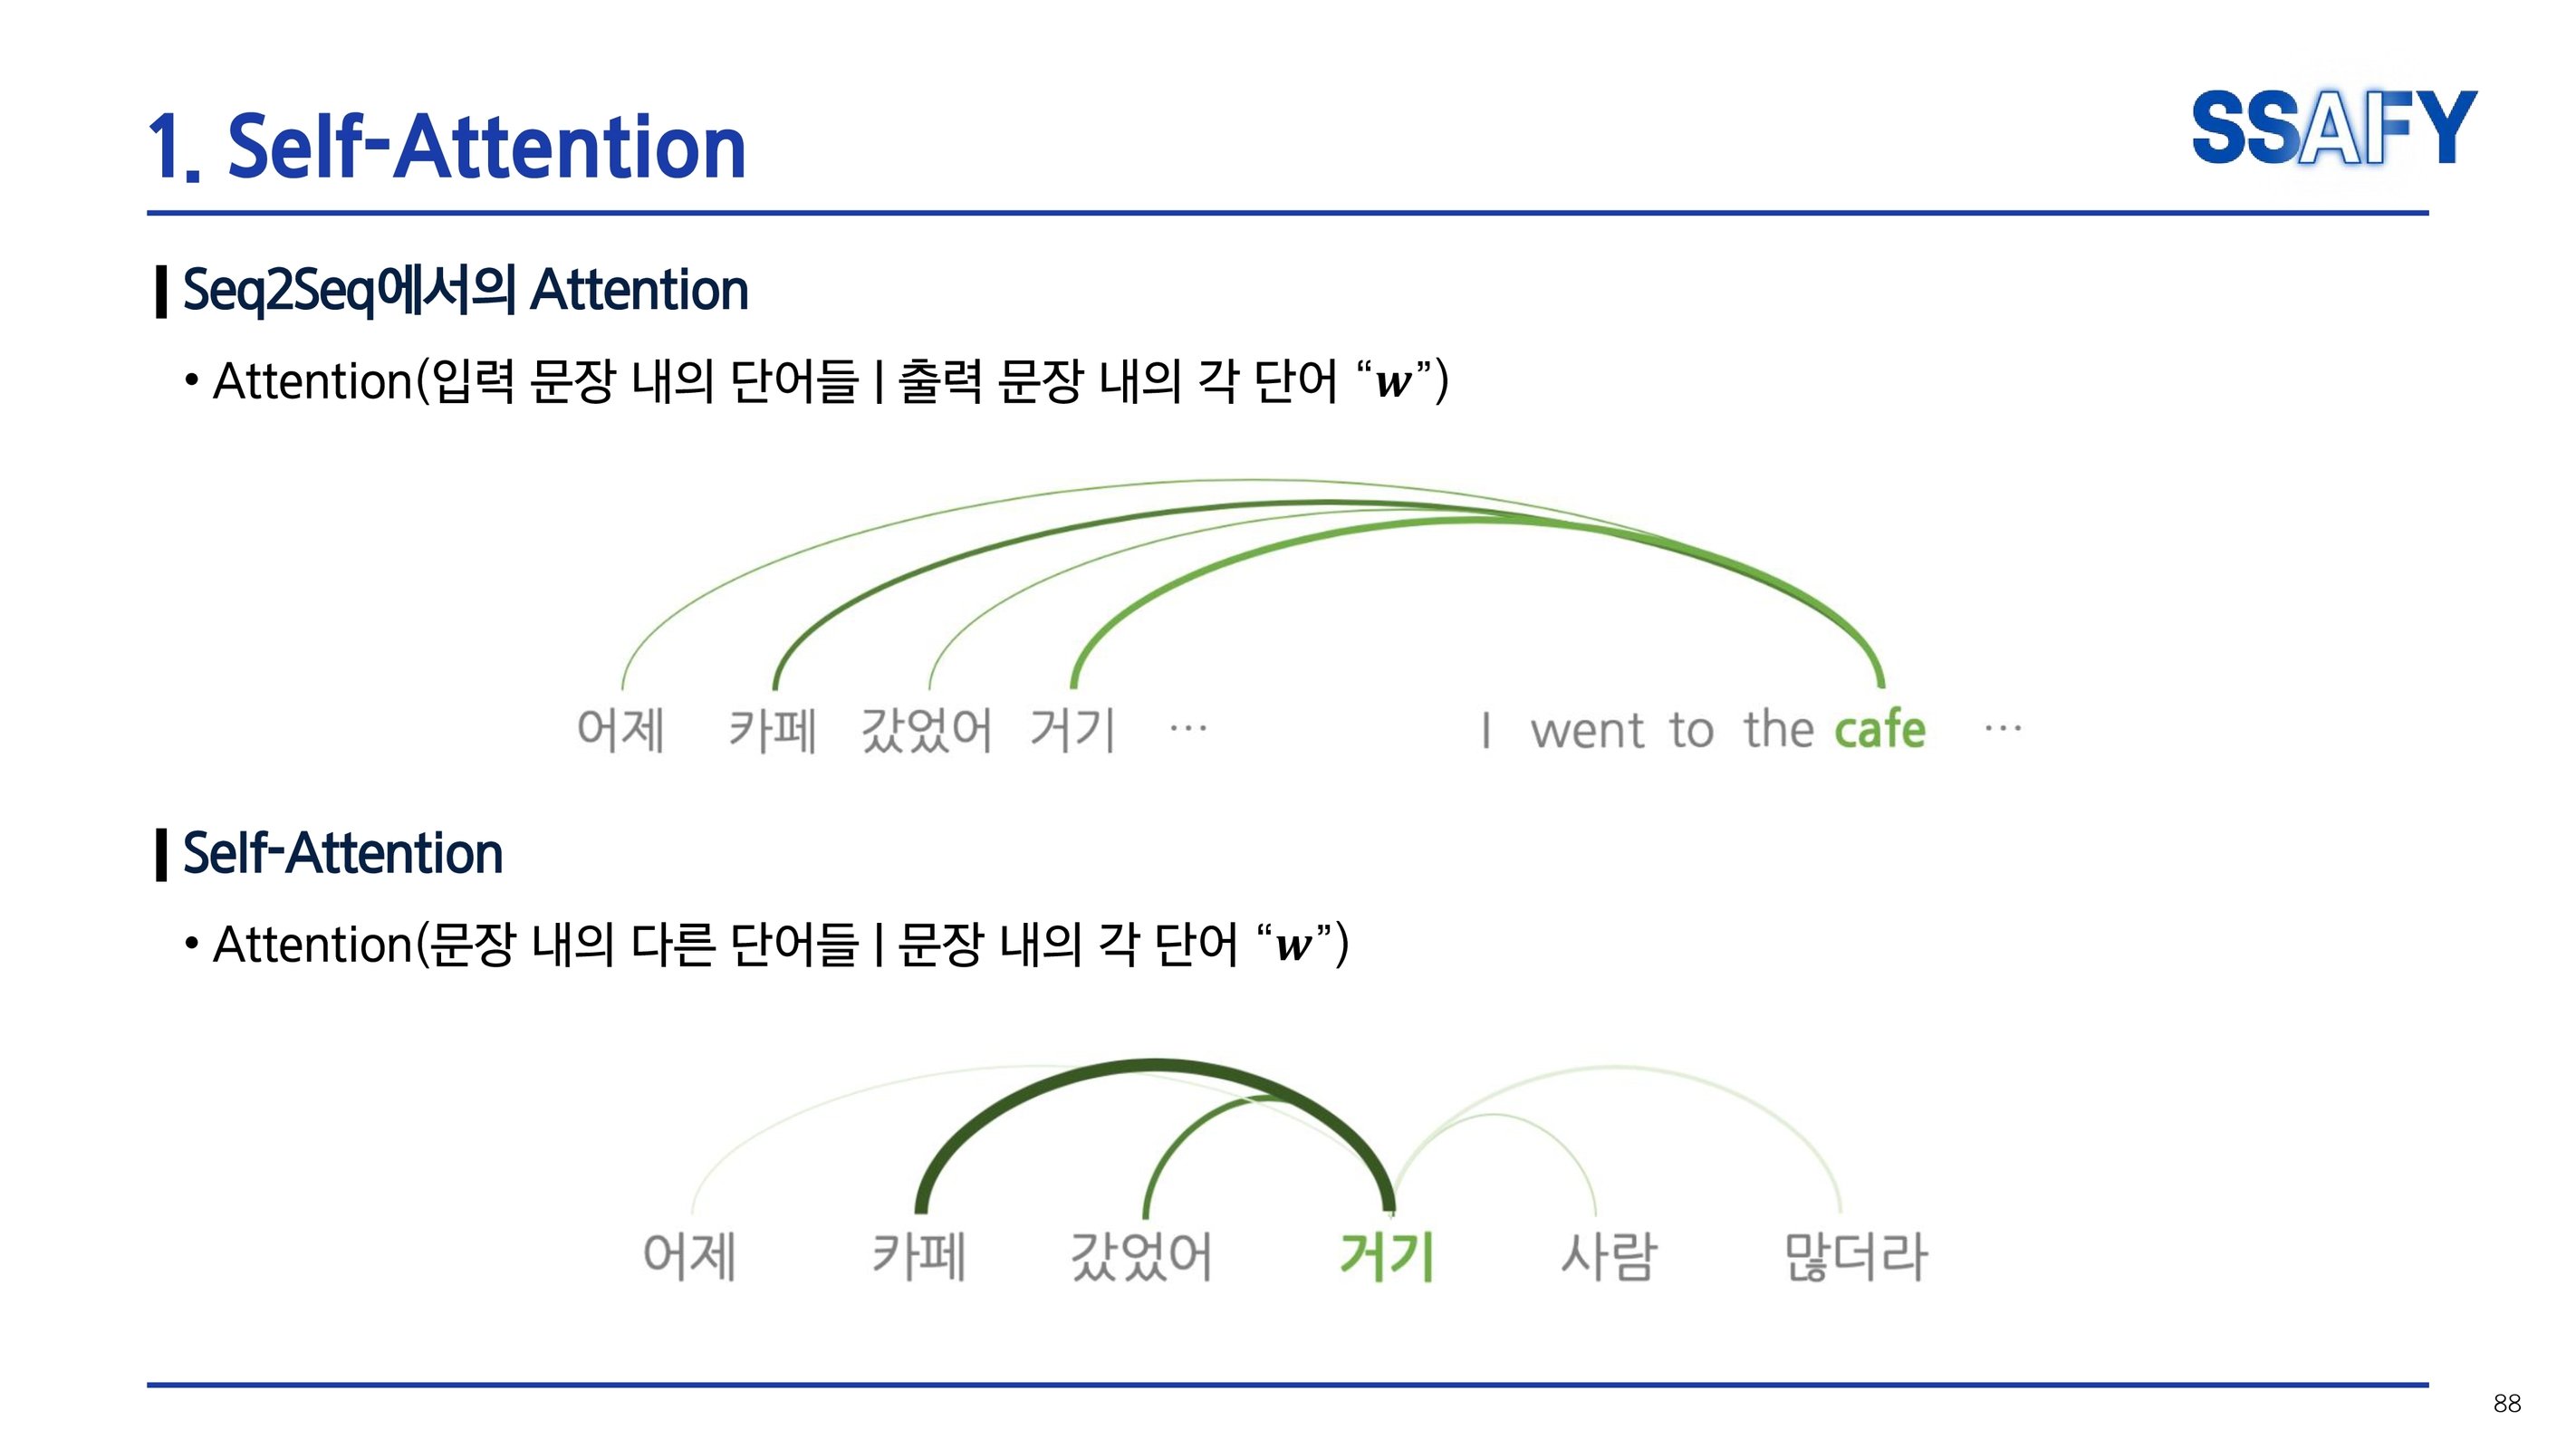 1. Self-Attention
SSAFY
Seq2Seq에서의 Attention
• Attention(입력 문장 내의 단어들 | 출력 문장 내의 각 단어 “w”)
어제 카페 갔었어 거기 … I went to the cafe …
Self-Attention
• Attention(문장 내의 다른 단어들 | 문장 내의 각 단어 “w”)
어제 카페 갔었어 거기 사람 많더라
88